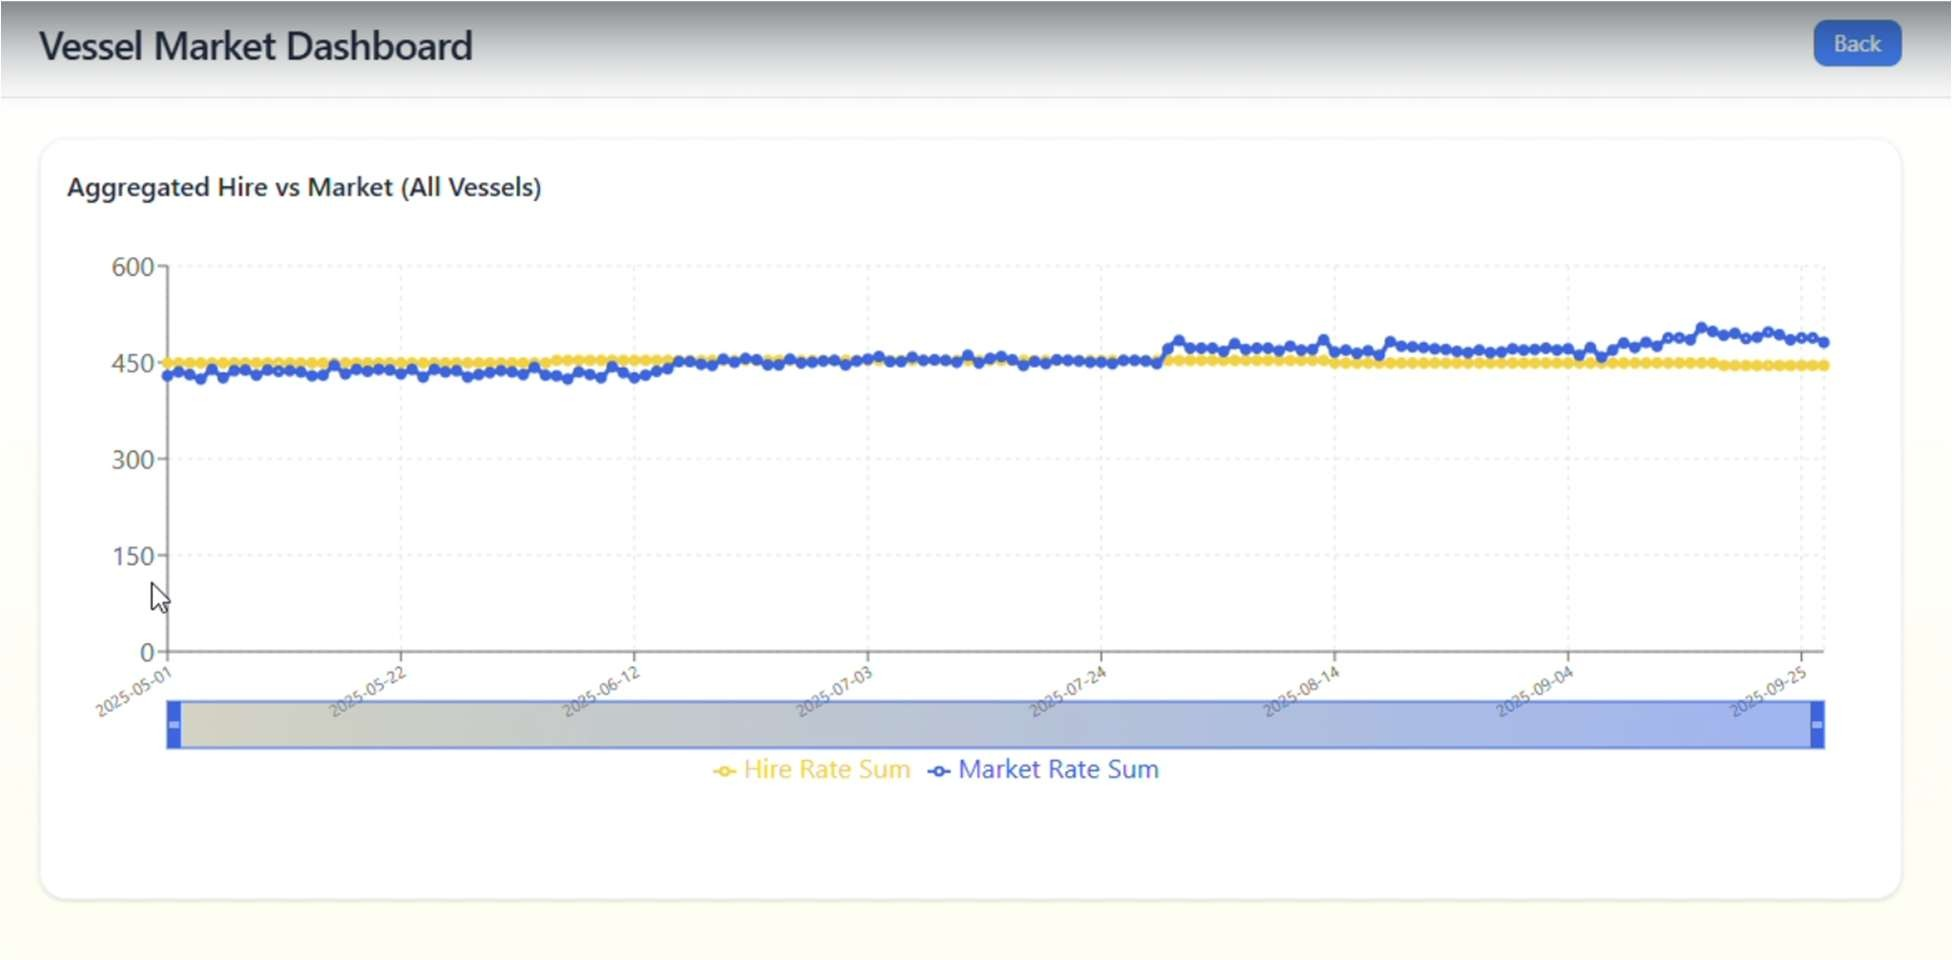 Vessel Market Dashboard
Back
Aggregated Hire vs Market (All Vessels)
600
450
300
150
0
2025-05-01
2025-05-22
2025-06-12
2025-07-03
2025-07-24
2025-08-14
2025-09-04
2025-09-25
Hire Rate Sum
Market Rate Sum